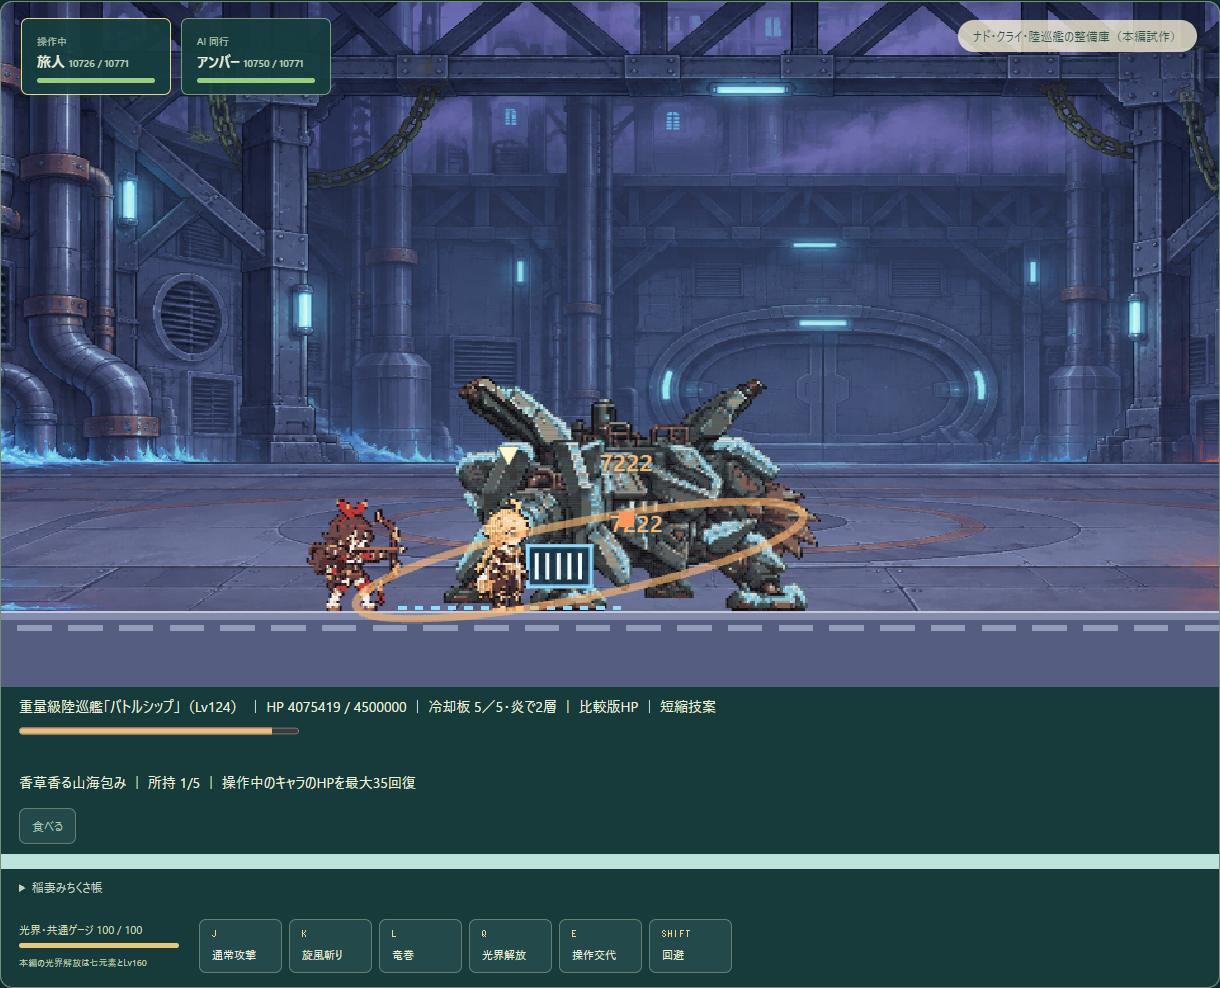 操作中
旅人 10726 / 10771
AI 同行
アンバー 10750 / 10771
ナド・クライ・陸巡艦の整備庫（本編試作）
7222
7222
重量級陸巡艦「バトルシップ」（Lv124） ｜ HP 4075419 / 4500000 ｜ 冷却板 5／5・炎で2層 ｜ 比較版HP ｜ 短縮技案
香草香る山海包み ｜ 所持 1/5 ｜ 操作中のキャラのHPを最大35回復
食べる
▶ 稲妻みちくさ帳
光界・共通ゲージ 100 / 100
本編の光界解放は七元素とLv160
J
通常攻撃
K
旋風斬り
L
竜巻
Q
光界解放
E
操作交代
SHIFT
回避